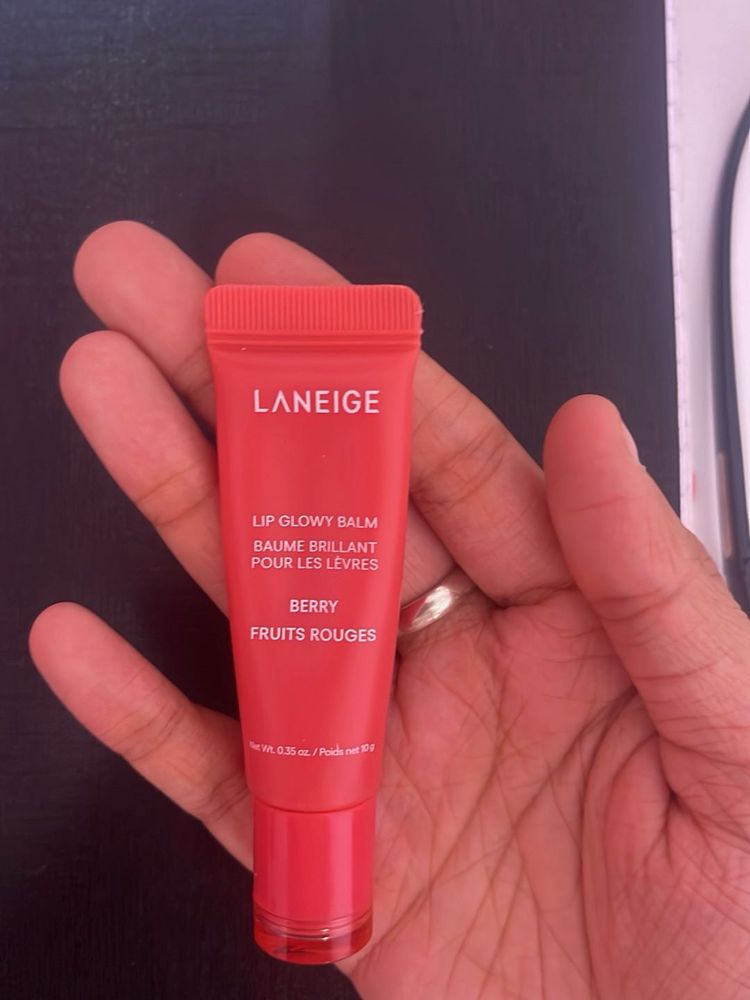 LANEIGE
LIP GLOWY BALM
BAUME BRILLANT
POUR LES LÈVRES
BERRY
FRUITS ROUGES
Net Wt. 0.35 oz. / Poids net 10 g